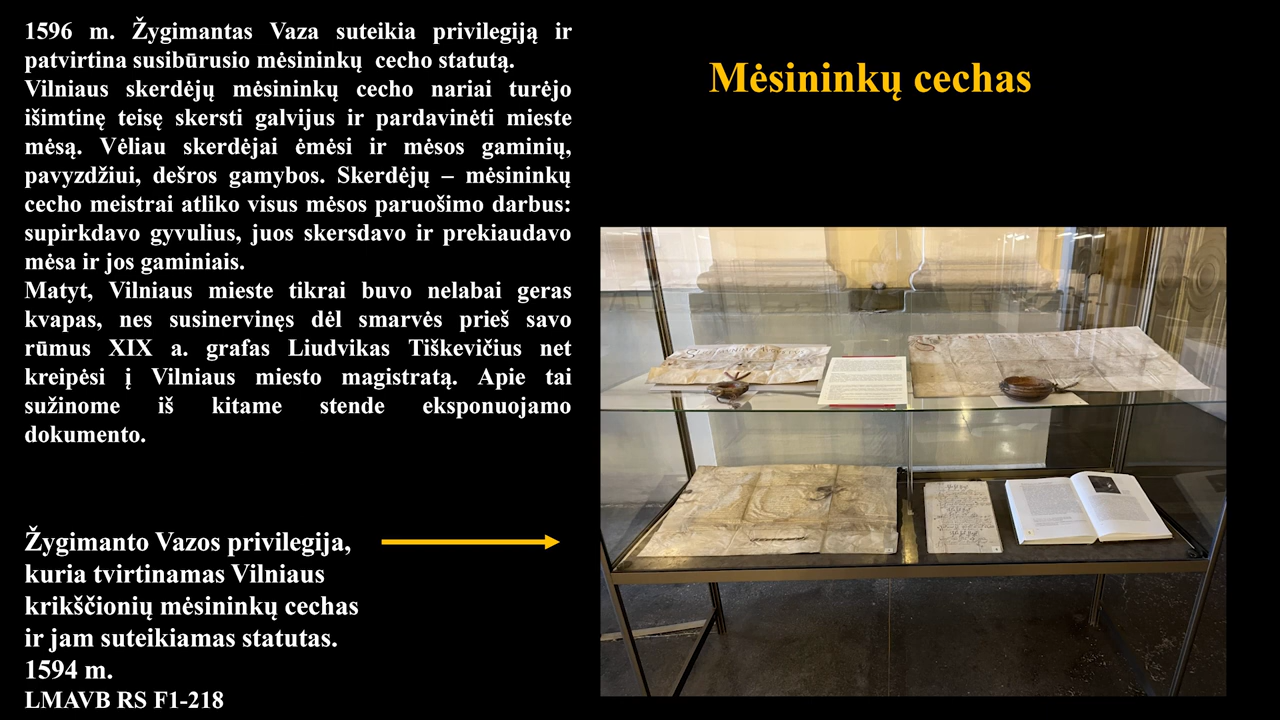 1596 m. Žygimantas Vaza suteikia privilegiją ir
patvirtina susibūrusio mėsininkų cecho statutą.
Vilniaus skerdėjų mėsininkų cecho nariai turėjo
išimtinę teisę skersti galvijus ir pardavinėti mieste
mėsą. Vėliau skerdėjai ėmėsi ir mėsos gaminių,
pavyzdžiui, dešros gamybos. Skerdėjų – mėsininkų
cecho meistrai atliko visus mėsos paruošimo darbus:
supirkdavo gyvulius, juos skersdavo ir prekiaudavo
mėsa ir jos gaminiais.
Matyt, Vilniaus mieste tikrai buvo nelabai geras
kvapas, nes susinervinęs dėl smarvės prieš savo
rūmus XIX a. grafas Liudvikas Tiškevičius net
kreipėsi į Vilniaus miesto magistratą. Apie tai
sužinome iš kitame stende eksponuojamo
dokumento.
Žygimanto Vazos privilegija,
kuria tvirtinamas Vilniaus
krikščionių mėsininkų cechas
ir jam suteikiamas statutas.
1594 m.
LMAVB RS F1-218
Mėsininkų cechas